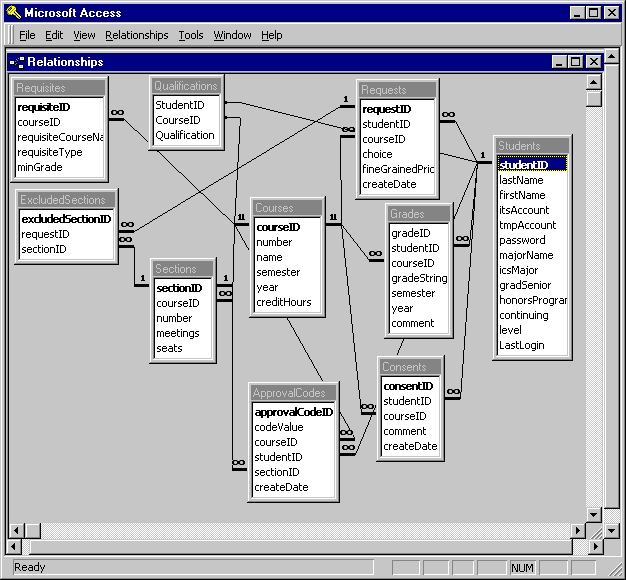 Microsoft Access
File Edit View Relationships Tools Window Help
Relationships
Requisites
requisiteID
courseID
requisiteCourseNa
requisiteType
minGrade
Qualifications
StudentID
CourseID
Qualification
Requests
requestID
studentID
courseID
choice
fineGrainedPric
createDate
Students
studentID
lastName
firstName
itsAccount
tmpAccount
password
majorName
icsMajor
gradSenior
honorsProgran
continuing
level
LastLogin
ExcludedSections
excludedSectionID
requestID
sectionID
Sections
sectionID
courseID
number
meetings
seats
Courses
courseID
number
name
semester
year
creditHours
Grades
gradeID
studentID
courseID
gradeString
semester
year
comment
ApprovalCodes
approvalCodeID
codeValue
courseID
studentID
sectionID
createDate
Consents
consentID
studentID
courseID
comment
createDate
∞ 1 ∞ ∞ 1
∞ ∞ 1 1 ∞
11 11 ∞ ∞
∞ ∞ ∞ ∞ ∞
Ready
NUM